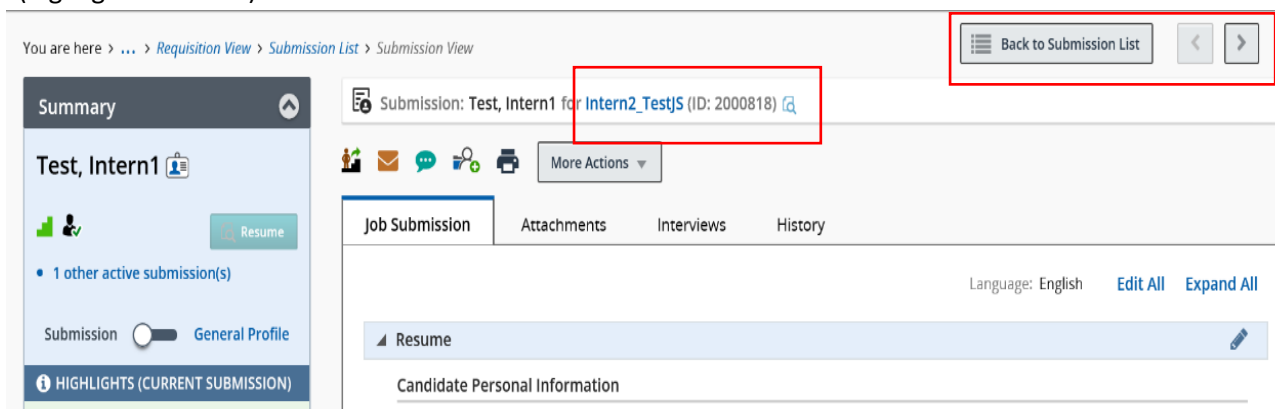 You are here > ... > Requisition View > Submission List > Submission View
Back to Submission List
Summary
Submission: Test, Intern1 for Intern2_TestJS (ID: 2000818)
Test, Intern1
More Actions
Resume
Job Submission Attachments Interviews History
1 other active submission(s)
Language: English Edit All Expand All
Submission General Profile
Resume
HIGHLIGHTS (CURRENT SUBMISSION)
Candidate Personal Information